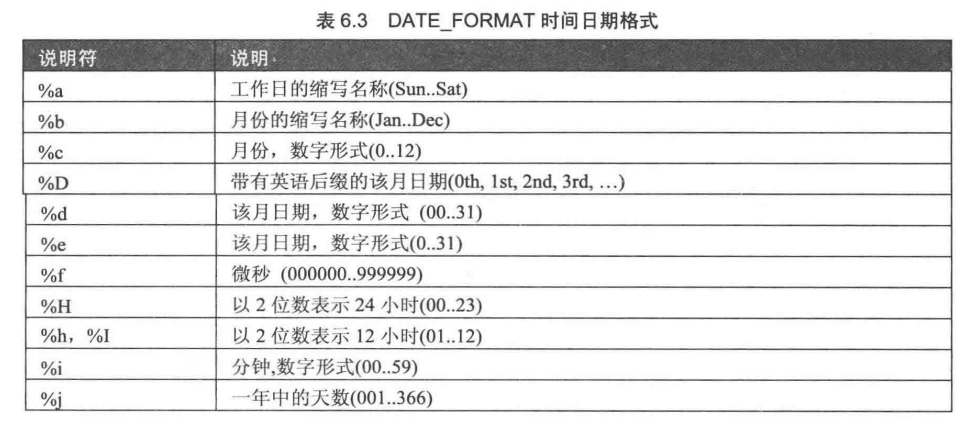 表 6.3 DATE_FORMAT 时间日期格式
说明符 说明
%a 工作日的缩写名称(Sun..Sat)
%b 月份的缩写名称(Jan..Dec)
%c 月份，数字形式(0..12)
%D 带有英语后缀的该月日期(0th, 1st, 2nd, 3rd, …)
%d 该月日期，数字形式 (00..31)
%e 该月日期，数字形式(0..31)
%f 微秒 (000000..999999)
%H 以 2 位数表示 24 小时(00..23)
%h，%I 以 2 位数表示 12 小时(01..12)
%i 分钟,数字形式(00..59)
%j 一年中的天数(001..366)